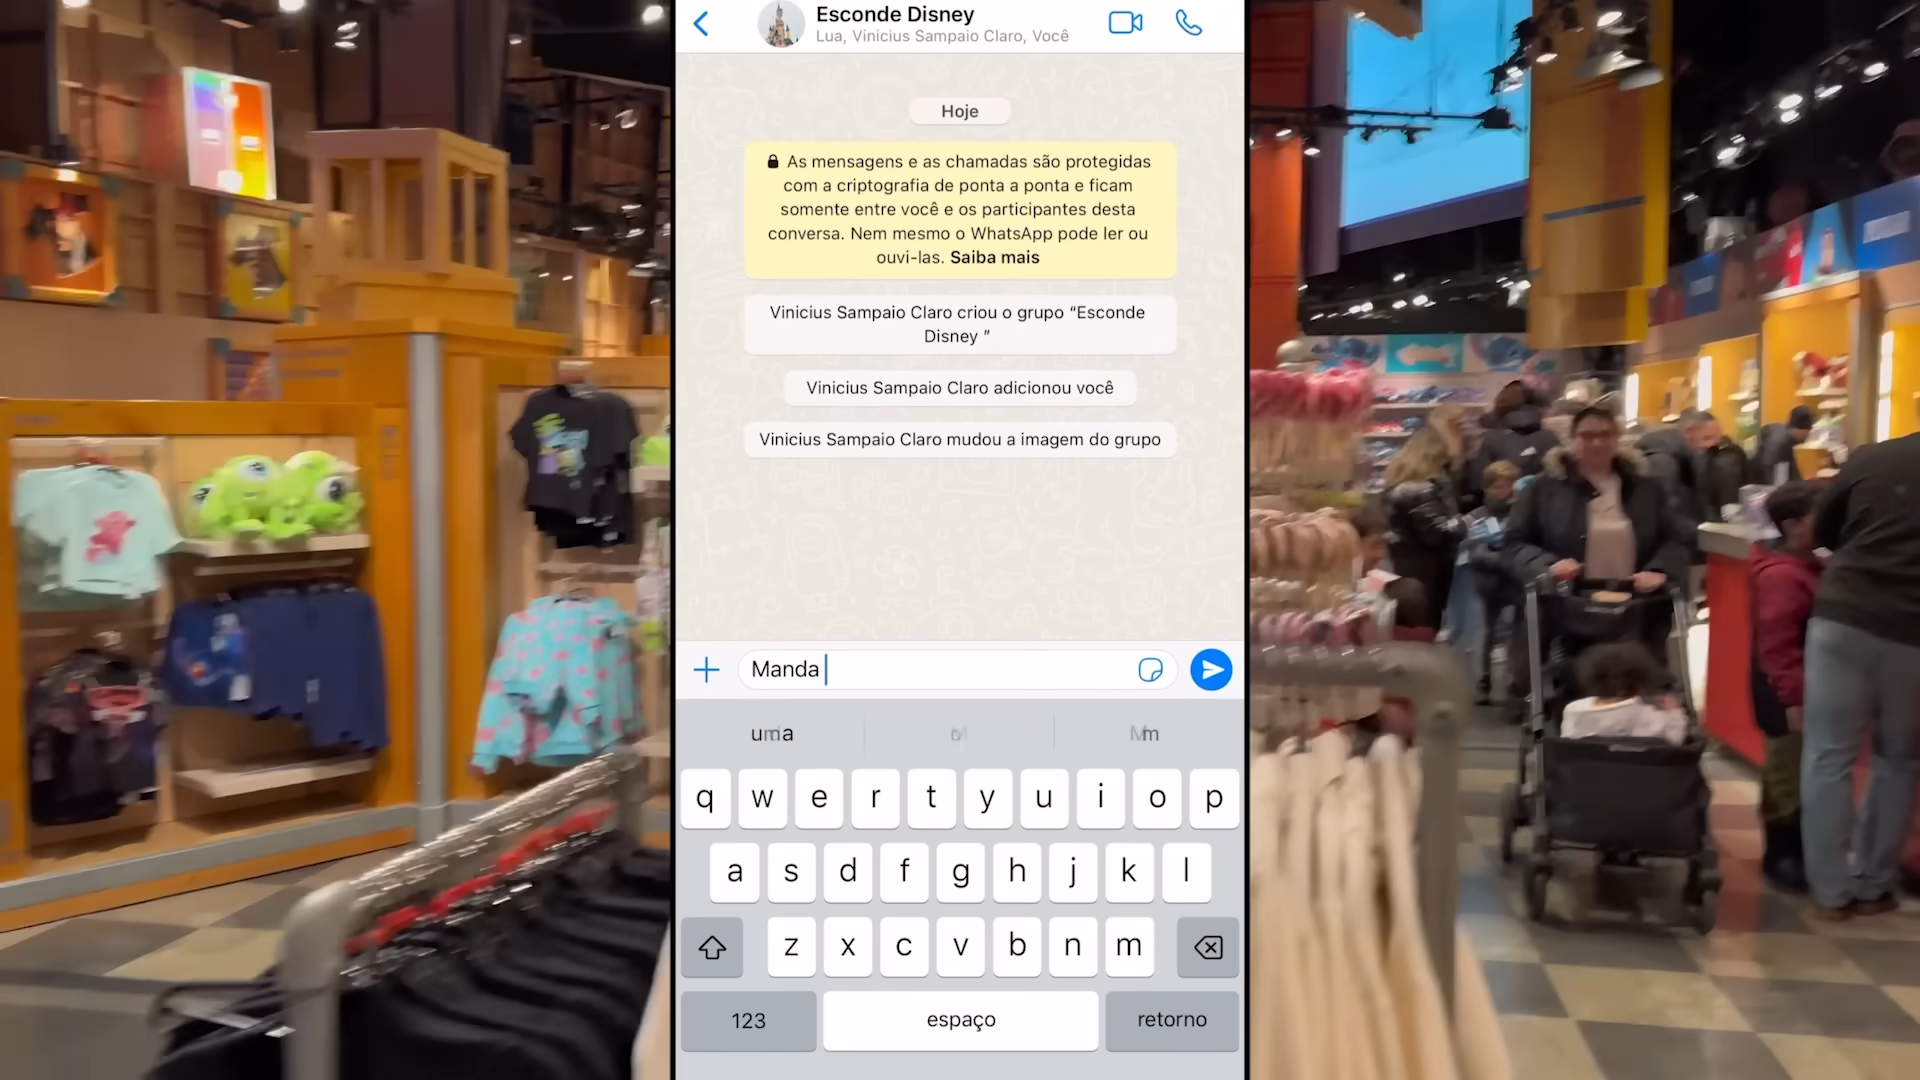 Esconde Disney
Lua, Vinicius Sampaio Claro, Você
Hoje
As mensagens e as chamadas são protegidas
com a criptografia de ponta a ponta e ficam
somente entre você e os participantes desta
conversa. Nem mesmo o WhatsApp pode ler ou
ouvi-las. Saiba mais
Vinicius Sampaio Claro criou o grupo “Esconde
Disney ”
Vinicius Sampaio Claro adicionou você
Vinicius Sampaio Claro mudou a imagem do grupo
Manda
q w e r t y u i o p
a s d f g h j k l
z x c v b n m
123 espaço retorno